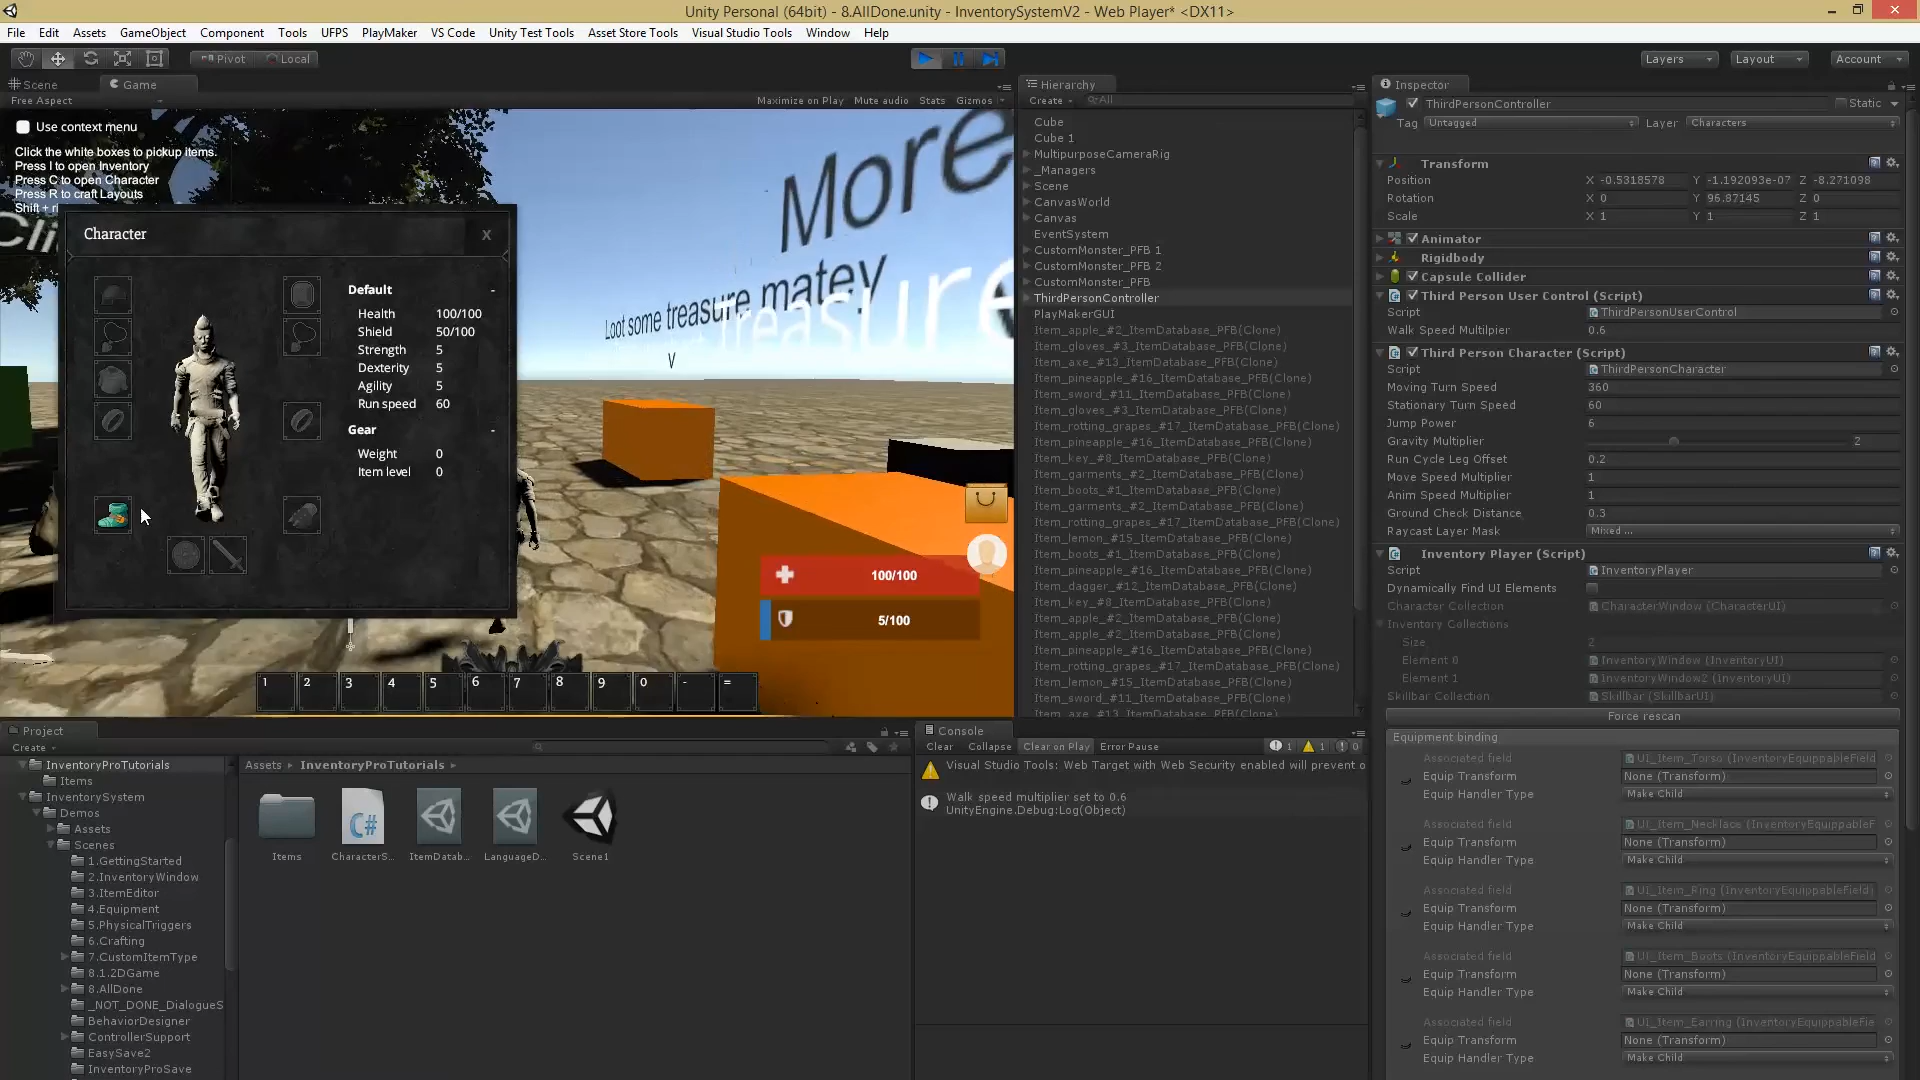 Unity Personal (64bit) - 8.AllDone.unity - InventorySystemV2 - Web Player* <DX11>
File Edit Assets GameObject Component Tools UFPS PlayMaker VS Code Unity Test Tools Asset Store Tools Visual Studio Tools Window Help
Pivot Local Layers Layout Account
Scene Game
Free Aspect Maximize on Play Mute audio Stats Gizmos
Use context menu
Click the white boxes to pickup items.
Press I to open Inventory
Press C to open Character
Press R to craft Layouts
Shift + ri
More
Loot some treasure matey
Treasure
V
Character X
Default -
Health 100/100
Shield 50/100
Strength 5
Dexterity 5
Agility 5
Run speed 60
Gear -
Weight 0
Item level 0
100/100
5/100
1 2 3 4 5 6 7 8 9 0 - =
Hierarchy
Create All
Cube
Cube 1
MultipurposeCameraRig
_Managers
Scene
CanvasWorld
Canvas
EventSystem
CustomMonster_PFB 1
CustomMonster_PFB 2
CustomMonster_PFB
ThirdPersonController
PlayMakerGUI
Item_apple_#2_ItemDatabase_PFB(Clone)
Item_gloves_#3_ItemDatabase_PFB(Clone)
Item_axe_#13_ItemDatabase_PFB(Clone)
Item_pineapple_#16_ItemDatabase_PFB(Clone)
Item_sword_#11_ItemDatabase_PFB(Clone)
Item_gloves_#3_ItemDatabase_PFB(Clone)
Item_rotting_grapes_#17_ItemDatabase_PFB(Clone)
Item_pineapple_#16_ItemDatabase_PFB(Clone)
Item_key_#8_ItemDatabase_PFB(Clone)
Item_garments_#2_ItemDatabase_PFB(Clone)
Item_boots_#1_ItemDatabase_PFB(Clone)
Item_garments_#2_ItemDatabase_PFB(Clone)
Item_rotting_grapes_#17_ItemDatabase_PFB(Clone)
Item_lemon_#15_ItemDatabase_PFB(Clone)
Item_boots_#1_ItemDatabase_PFB(Clone)
Item_pineapple_#16_ItemDatabase_PFB(Clone)
Item_dagger_#12_ItemDatabase_PFB(Clone)
Item_key_#8_ItemDatabase_PFB(Clone)
Item_apple_#2_ItemDatabase_PFB(Clone)
Item_apple_#2_ItemDatabase_PFB(Clone)
Item_pineapple_#16_ItemDatabase_PFB(Clone)
Item_rotting_grapes_#17_ItemDatabase_PFB(Clone)
Item_lemon_#15_ItemDatabase_PFB(Clone)
Item_sword_#11_ItemDatabase_PFB(Clone)
Item_axe_#13_ItemDatabase_PFB(Clone)
Inspector
ThirdPersonController Static
Tag Untagged Layer Characters
Transform
Position X -0.5318578 Y -1.192093e-07 Z -8.271098
Rotation X 0 Y 96.87145 Z 0
Scale X 1 Y 1 Z 1
Animator
Rigidbody
Capsule Collider
Third Person User Control (Script)
Script ThirdPersonUserControl
Walk Speed Multilpier 0.6
Third Person Character (Script)
Script ThirdPersonCharacter
Moving Turn Speed 360
Stationary Turn Speed 60
Jump Power 6
Gravity Multiplier 2
Run Cycle Leg Offset 0.2
Move Speed Multiplier 1
Anim Speed Multiplier 1
Ground Check Distance 0.3
Raycast Layer Mask Mixed ...
Inventory Player (Script)
Script InventoryPlayer
Dynamically Find UI Elements
Character Collection CharacterWindow (CharacterUI)
Inventory Collections
Size 2
Element 0 InventoryWindow (InventoryUI)
Element 1 InventoryWindow2 (InventoryUI)
Skillbar Collection Skillbar (SkillbarUI)
Force rescan
Equipment binding
Associated field UI_Item_Torso (InventoryEquippableField
Equip Transform None (Transform)
Equip Handler Type Make Child
Associated field UI_Item_Necklace (InventoryEquippableF
Equip Transform None (Transform)
Equip Handler Type Make Child
Associated field UI_Item_Ring (InventoryEquippableField)
Equip Transform None (Transform)
Equip Handler Type Make Child
Associated field UI_Item_Boots (InventoryEquippableField
Equip Transform None (Transform)
Equip Handler Type Make Child
Associated field UI_Item_Earring (InventoryEquippableFie
Equip Transform None (Transform)
Equip Handler Type Make Child
Project
Create
InventoryProTutorials
Items
InventorySystem
Demos
Assets
Scenes
1.GettingStarted
2.InventoryWindow
3.ItemEditor
4.Equipment
5.PhysicalTriggers
6.Crafting
7.CustomItemType
8.1.2DGame
8.AllDone
_NOT_DONE_DialogueS
BehaviorDesigner
ControllerSupport
EasySave2
InventoryProSave
Assets InventoryProTutorials
Items CharacterS... ItemDatab... LanguageD... Scene1
C#
Console
Clear Collapse Clear on Play Error Pause 1 1 0
Visual Studio Tools: Web Target with Web Security enabled will prevent o
Walk speed multiplier set to 0.6
UnityEngine.Debug:Log(Object)